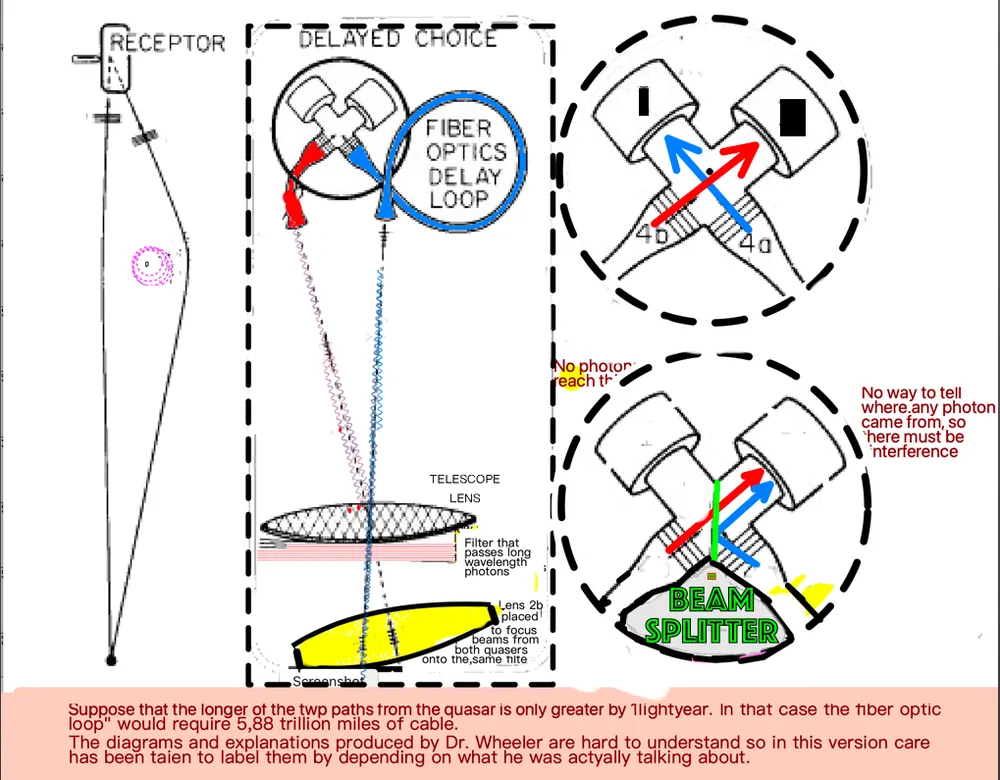 RECEPTOR
DELAYED CHOICE
FIBER
OPTICS
DELAY
LOOP
4b
4a
No photon
reach th
No way to tell
where.any photon
came from, so
there must be
interference
TELESCOPE
LENS
Filter that
passes long
wavelength
photons
Lens 2b
placed
to focus
beams from
both quasers
onto the,same
Screenshot
BEAM
SPLITTER
Suppose that the longer of the twp paths from the quasar is only greater by 1lightyear. In that case the fiber optic
loop" would require 5,88 trillion miles of cable.
The diagrams and explanations produced by Dr. Wheeler are hard to understand so in this version care
has been taien to label them by depending on what he was actyally talking about.